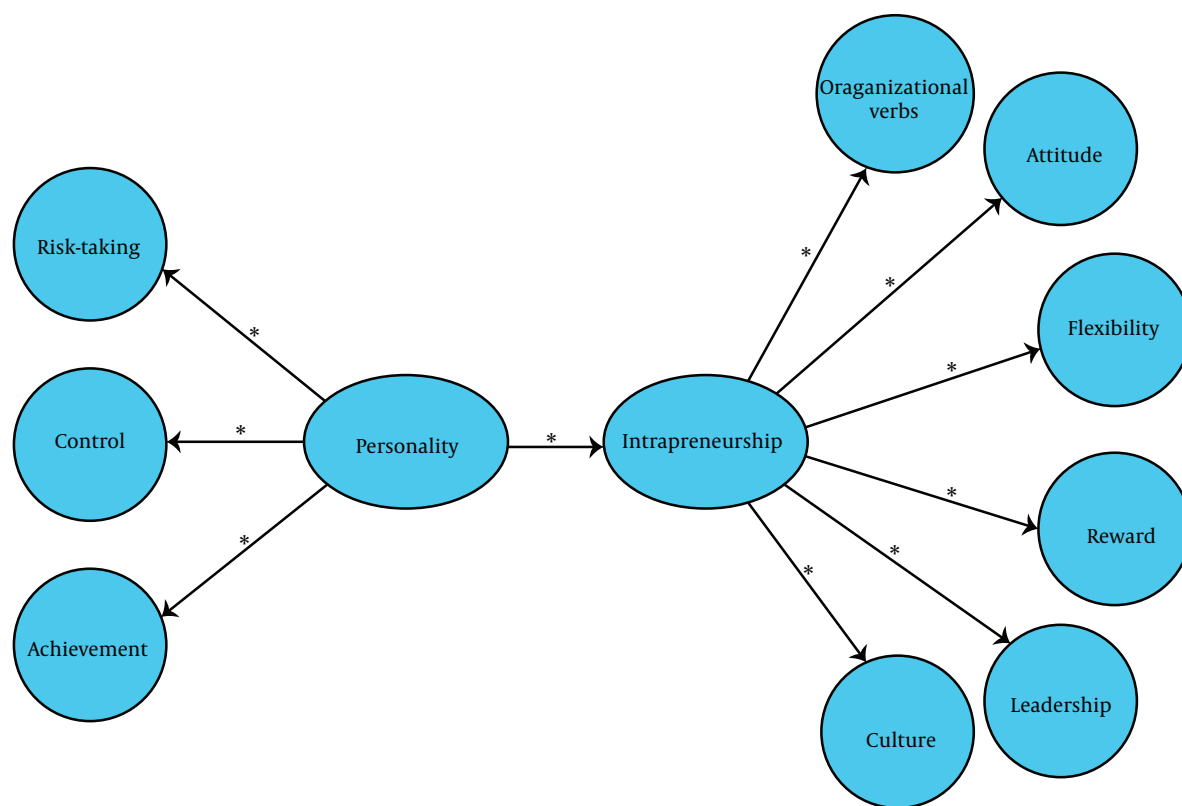 Oraganizational
verbs
Attitude
Risk-taking
*
*
Flexibility
*
*
Control
*
Personality
*
Intrapreneurship
*
Reward
*
*
*
Achievement
Leadership
Culture